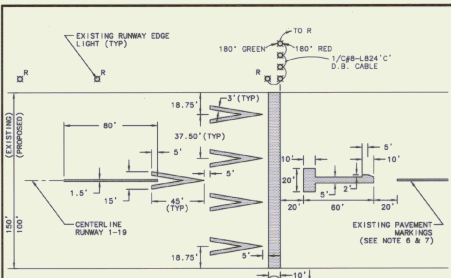 TO R
EXISTING RUNWAY EDGE
LIGHT (TYP)
180° GREEN
180° RED
1/C#8-L824'C'
D.B. CABLE
R
R
R
3'(TYP)
18.75'
(EXISTING)
(PROPOSED)
80'
37.50'(TYP)
5'
5'
5'
10'
10'
20'
2'
5'
1.5'
15'
45'
(TYP)
20'
60'
20'
CENTERLINE
RUNWAY 1-19
EXISTING PAVEMENT
MARKINGS
(SEE NOTE 6 & 7)
150'
100'
18.75'
5'
10'